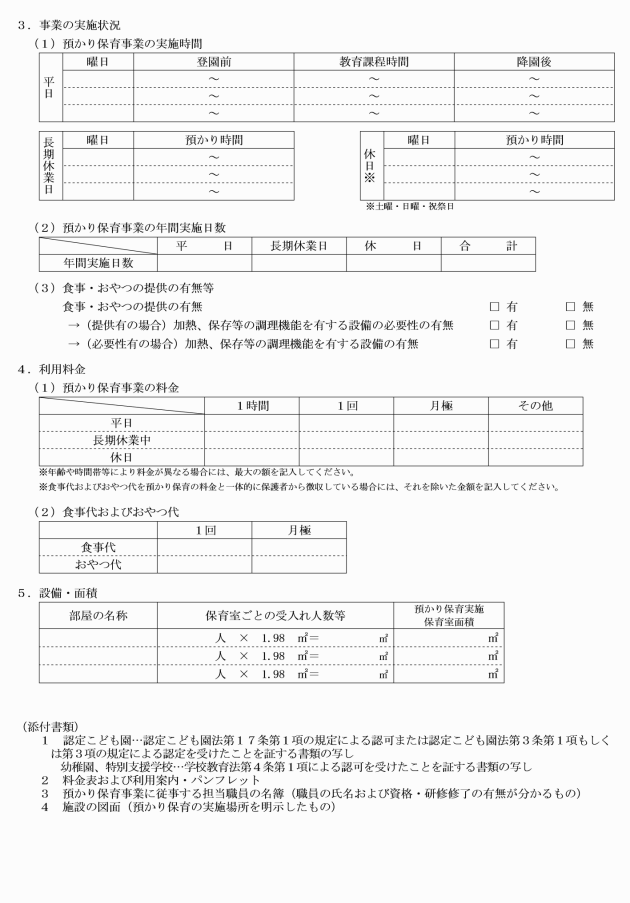 ３．事業の実施状況
（１）預かり保育事業の実施時間
平日 曜日 登園前 教育課程時間 降園後
～ ～ ～
～ ～ ～
～ ～ ～
長期休業日 曜日 預かり時間
～
～
～
休日※ 曜日 預かり時間
～
～
～
※土曜・日曜・祝祭日
（２）預かり保育事業の年間実施日数
平　　日 長期休業日 休　　日 合　　計
年間実施日数
（３）食事・おやつの提供の有無等
食事・おやつの提供の有無 □ 有 □ 無
→（提供有の場合）加熱、保存等の調理機能を有する設備の必要性の有無 □ 有 □ 無
→（必要性有の場合）加熱、保存等の調理機能を有する設備の有無 □ 有 □ 無
４．利用料金
（１）預かり保育事業の料金
１時間 １回 月極 その他
平日
長期休業中
休日
※年齢や時間帯等により料金が異なる場合には、最大の額を記入してください。
※食事代およびおやつ代を預かり保育の料金と一体的に保護者から徴収している場合には、それを除いた金額を記入してください。
（２）食事代およびおやつ代
１回 月極
食事代
おやつ代
５．設備・面積
部屋の名称 保育室ごとの受入れ人数等 預かり保育実施
保育室面積
人　×　1.98　㎡＝　　　㎡ ㎡
人　×　1.98　㎡＝　　　㎡ ㎡
人　×　1.98　㎡＝　　　㎡ ㎡
（添付書類）
１　認定こども園…認定こども園法第１７条第１項の規定による認可または認定こども園法第３条第１項もしく
は第３項の規定による認定を受けたことを証する書類の写し
幼稚園、特別支援学校…学校教育法第４条第１項による認可を受けたことを証する書類の写し
２　料金表および利用案内・パンフレット
３　預かり保育事業に従事する担当職員の名簿（職員の氏名および資格・研修修了の有無が分かるもの）
４　施設の図面（預かり保育の実施場所を明示したもの）